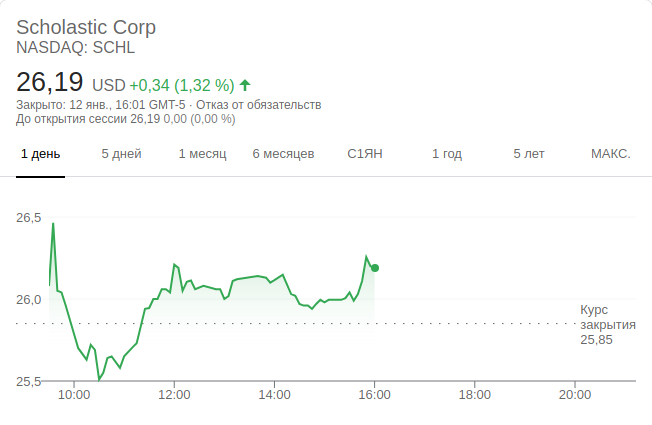 Scholastic Corp
NASDAQ: SCHL
26,19 USD +0,34 (1,32 %)
Закрыто: 12 янв., 16:01 GMT-5 · Отказ от обязательств
До открытия сессии 26,19 0,00 (0,00 %)
1 день 5 дней 1 месяц 6 месяцев С1ЯН 1 год 5 лет МАКС.
26,5
26,0
Курс
закрытия
25,85
25,5
10:00 12:00 14:00 16:00 18:00 20:00